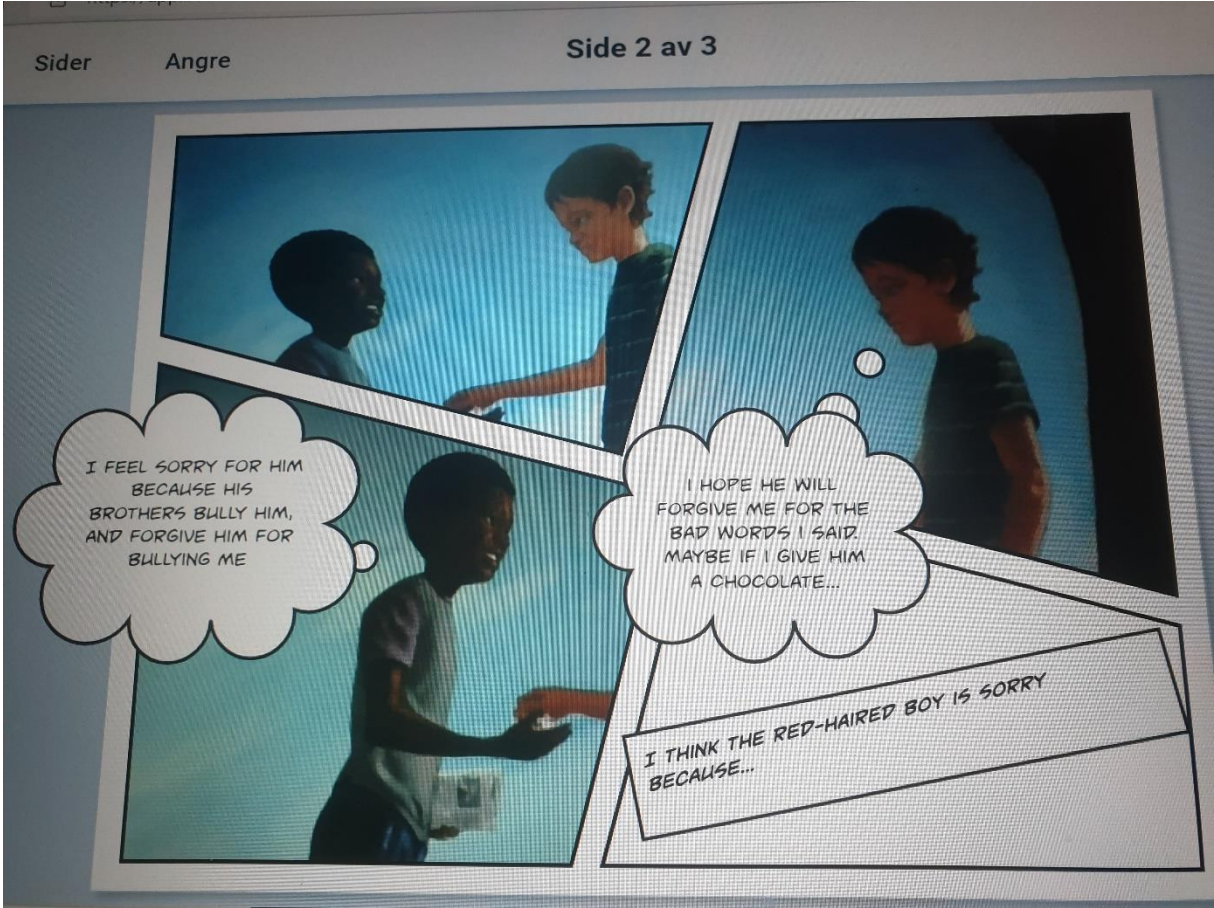 Sider
Angre
Side 2 av 3
I FEEL SORRY FOR HIM
BECAUSE HIS
BROTHERS BULLY HIM,
AND FORGIVE HIM FOR
BULLYING ME
I HOPE HE WILL
FORGIVE ME FOR THE
BAD WORDS I SAID.
MAYBE IF I GIVE HIM
A CHOCOLATE...
I THINK THE RED-HAIRED BOY IS SORRY
BECAUSE...